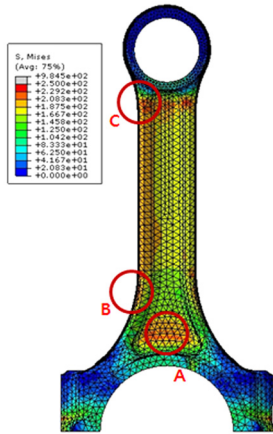 S, Mises
(Avg: 75%)
+9.845e+02
+2.500e+02
+2.292e+02
+2.083e+02
+1.875e+02
+1.667e+02
+1.458e+02
+1.250e+02
+1.042e+02
+8.333e+01
+6.250e+01
+4.167e+01
+2.083e+01
+0.000e+00
C
B
A